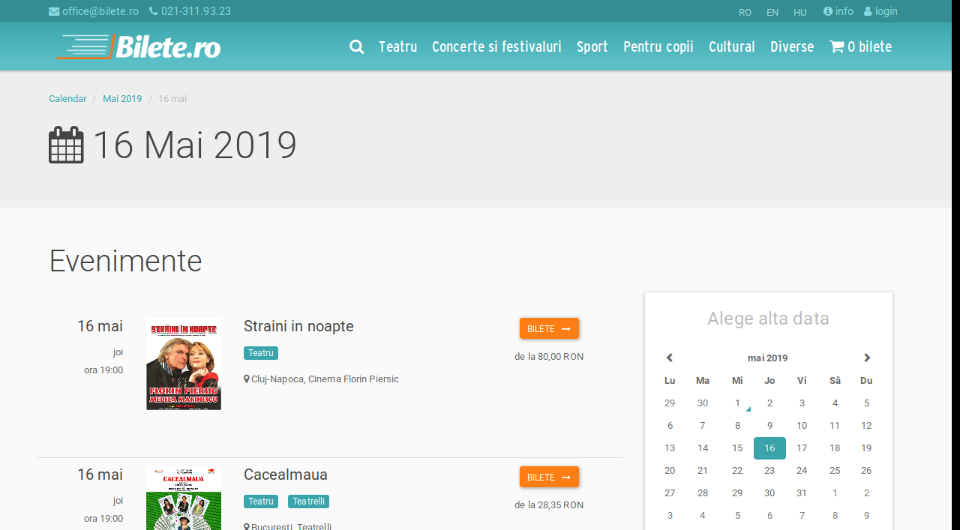 office@bilete.ro 021-311.93.23 RO EN HU info login
Bilete.ro Teatru Concerte si festivaluri Sport Pentru copii Cultural Diverse 0 bilete
Calendar / Mai 2019 / 16 mai
16 Mai 2019
Evenimente
16 mai
joi
ora 19:00
STRAINI IN NOAPTE
FLORIN PIERSIC
MEDEEA MARINESCU
Straini in noapte
Teatru
Cluj-Napoca, Cinema Florin Piersic
BILETE
de la 80,00 RON
16 mai
joi
ora 19:00
CACEALMAUA
Cacealmaua
Teatru Teatrelli
Bucuresti, Teatrelli
BILETE
de la 28,35 RON
Alege alta data
mai 2019
Lu Ma Mi Jo Vi Sâ Du
29 30 1 2 3 4 5
6 7 8 9 10 11 12
13 14 15 16 17 18 19
20 21 22 23 24 25 26
27 28 29 30 31 1 2
3 4 5 6 7 8 9